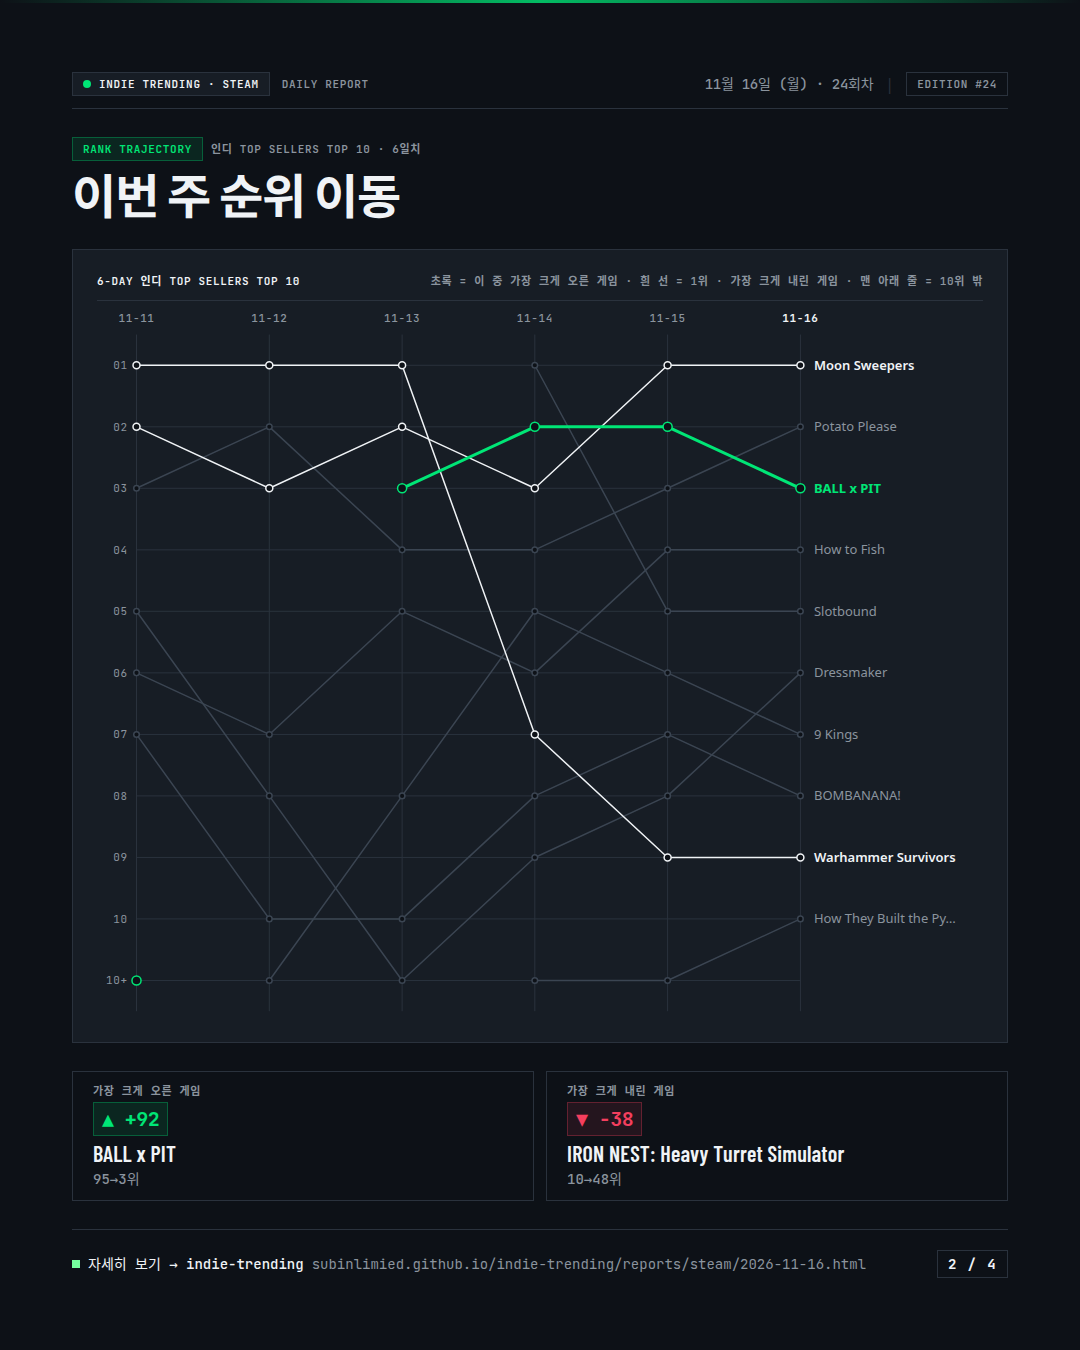 INDIE TRENDING · STEAM DAILY REPORT 11월 16일 (월) · 24회차 EDITION #24
RANK TRAJECTORY 인디 TOP SELLERS TOP 10 · 6일치
이번 주 순위 이동
6-DAY 인디 TOP SELLERS TOP 10 초록 = 이 중 가장 크게 오른 게임 · 흰 선 = 1위 · 가장 크게 내린 게임 · 맨 아래 줄 = 10위 밖
11-11 11-12 11-13 11-14 11-15 11-16
01 Moon Sweepers
02 Potato Please
03 BALL x PIT
04 How to Fish
05 Slotbound
06 Dressmaker
07 9 Kings
08 BOMBANANA!
09 Warhammer Survivors
10 How They Built the Py…
10+
가장 크게 오른 게임
▲ +92
BALL x PIT
95→3위
가장 크게 내린 게임
▼ -38
IRON NEST: Heavy Turret Simulator
10→48위
자세히 보기 → indie-trending subinlimied.github.io/indie-trending/reports/steam/2026-11-16.html 2 / 4